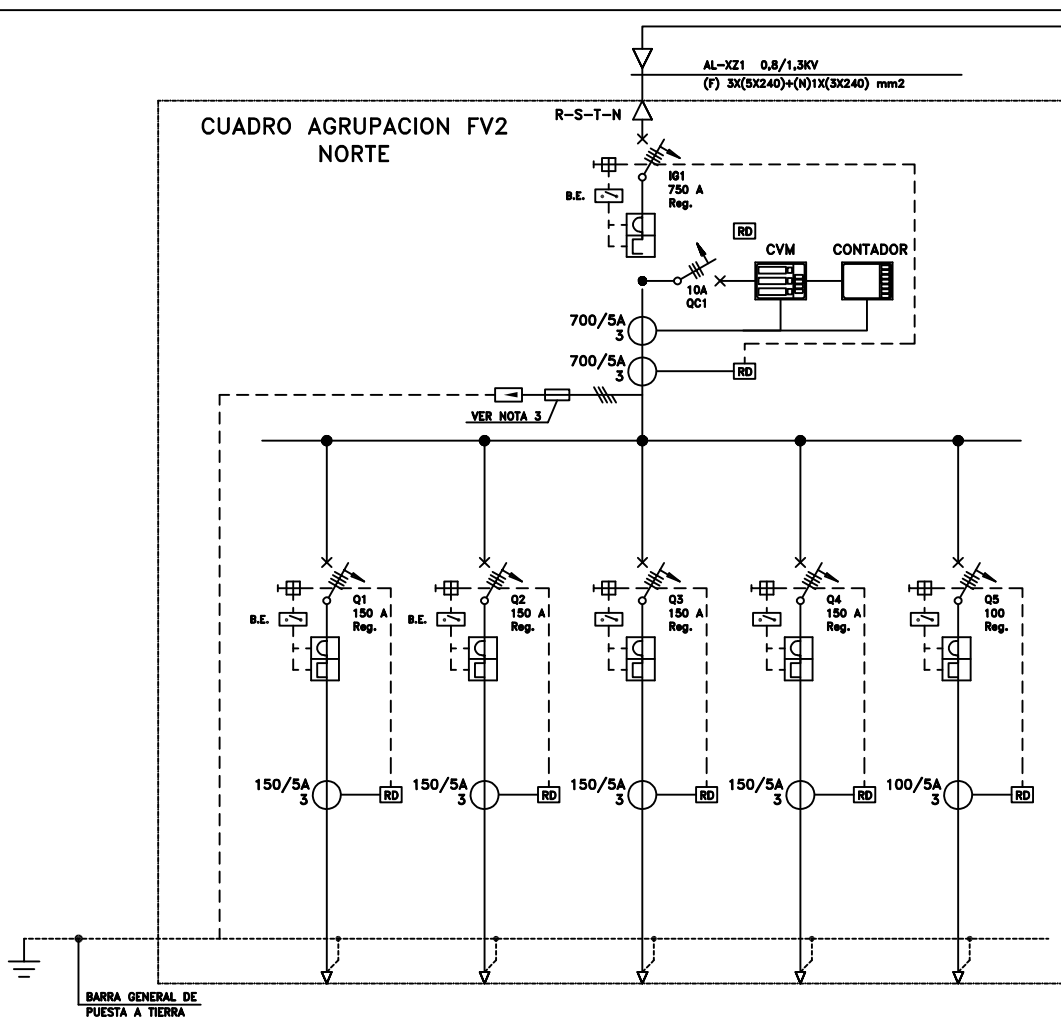 AL-XZ1 0,8/1,3KV
(F) 3X(5X240)+(N)1X(3X240) mm2
R-S-T-N
CUADRO AGRUPACION FV2
NORTE
IG1
750 A
Reg.
B.E.
RD
CVM
CONTADOR
10A
QC1
700/5A
3
700/5A
3
RD
VER NOTA 3
Q1
150 A
Reg.
B.E.
Q2
150 A
Reg.
B.E.
Q3
150 A
Reg.
Q4
150 A
Reg.
Q5
100
Reg.
150/5A
3
RD
150/5A
3
RD
150/5A
3
RD
150/5A
3
RD
100/5A
3
RD
BARRA GENERAL DE
PUESTA A TIERRA